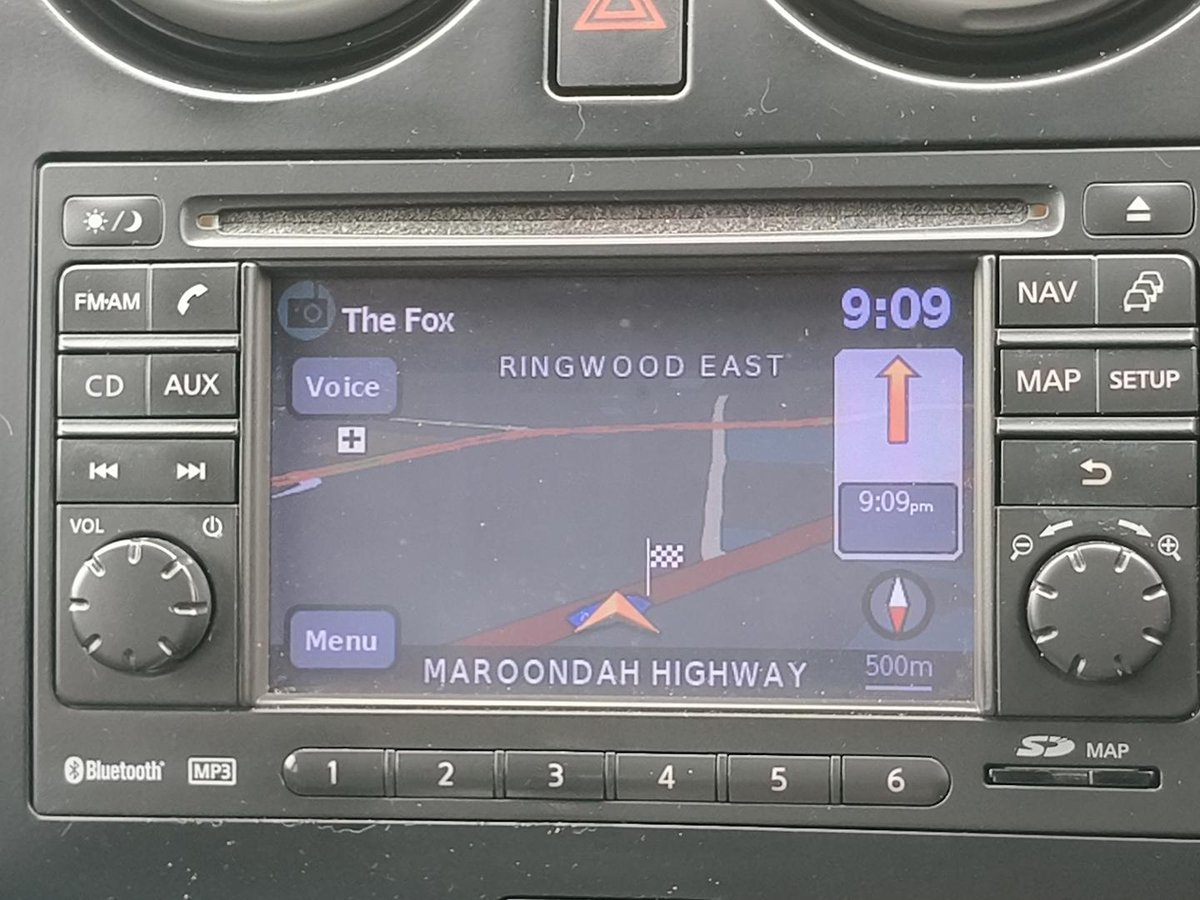 FM·AM
CD
AUX
VOL
The Fox
9:09
RINGWOOD EAST
Voice
9:09pm
Menu
MAROONDAH HIGHWAY
500m
NAV
MAP
SETUP
Bluetooth
MP3
1
2
3
4
5
6
SD MAP